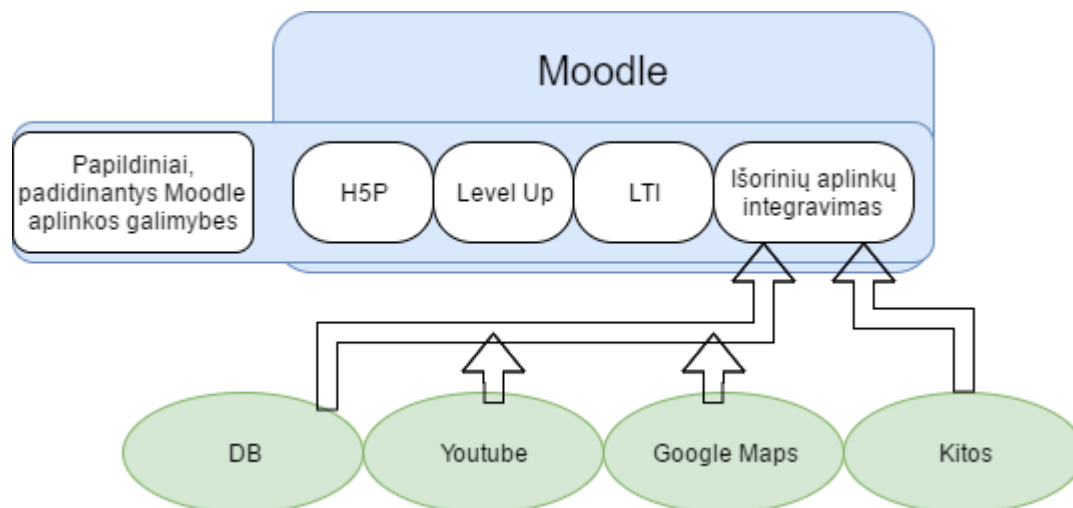 Moodle
Papildiniai,
padidinantys Moodle
aplinkos galimybes
H5P
Level Up
LTI
Išorinių aplinkų
integravimas
DB
Youtube
Google Maps
Kitos